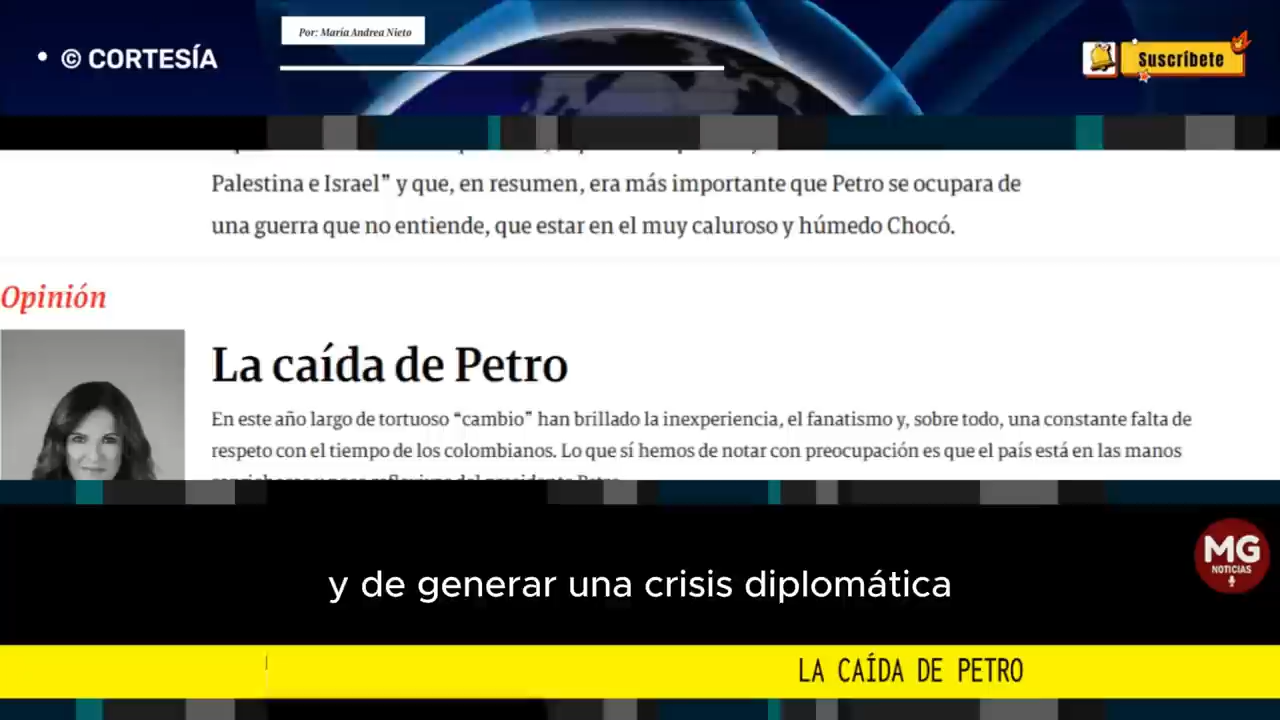 Por: María Andrea Nieto
• © CORTESÍA
Suscríbete
Palestina e Israel” y que, en resumen, era más importante que Petro se ocupara de
una guerra que no entiende, que estar en el muy caluroso y húmedo Chocó.
Opinión
La caída de Petro
En este año largo de tortuoso “cambio” han brillado la inexperiencia, el fanatismo y, sobre todo, una constante falta de
respeto con el tiempo de los colombianos. Lo que sí hemos de notar con preocupación es que el país está en las manos
MG
NOTICIAS
y de generar una crisis diplomática
LA CAÍDA DE PETRO